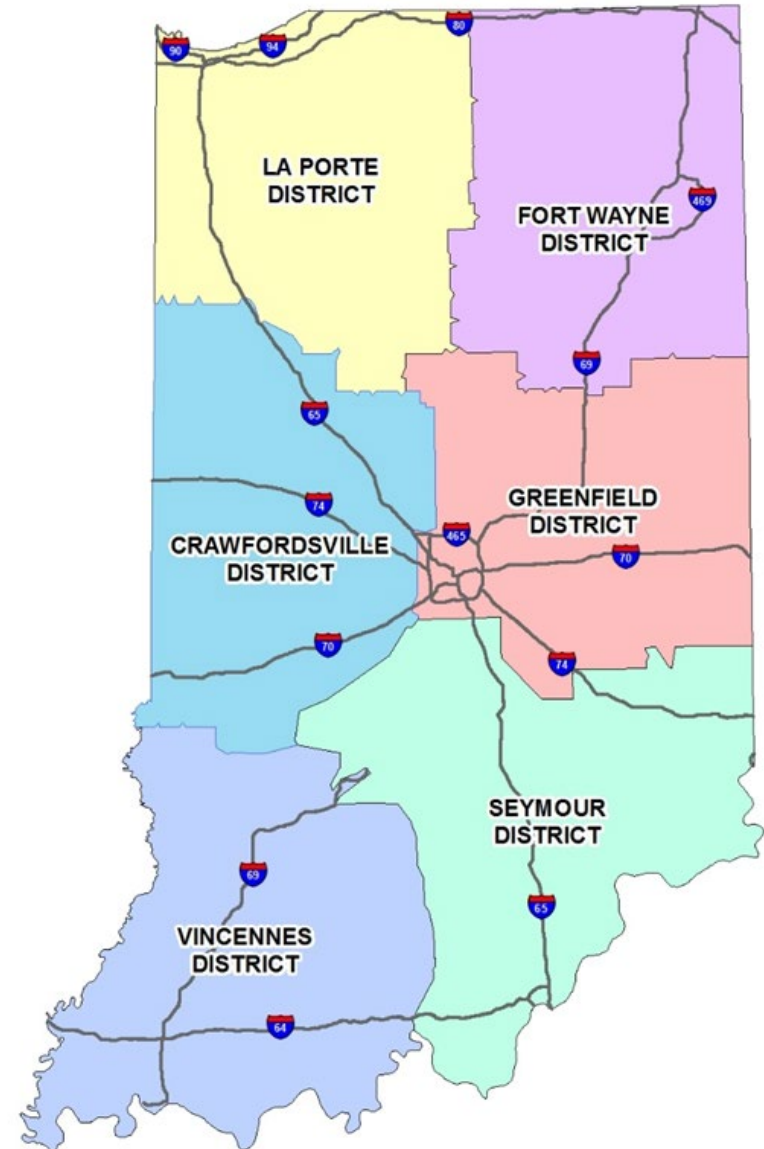 90
94
80
LA PORTE
DISTRICT
469
FORT WAYNE
DISTRICT
69
65
74
GREENFIELD
DISTRICT
465
CRAWFORDSVILLE
DISTRICT
70
70
74
SEYMOUR
DISTRICT
69
65
VINCENNES
DISTRICT
64